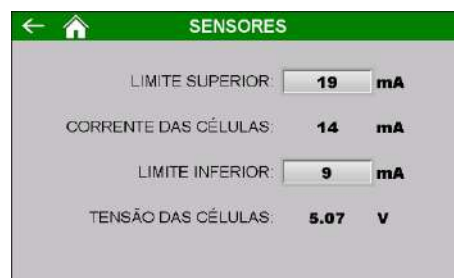 SENSORES
LIMITE SUPERIOR: 19 mA
CORRENTE DAS CÉLULAS: 14 mA
LIMITE INFERIOR: 9 mA
TENSÃO DAS CÉLULAS: 5.07 V